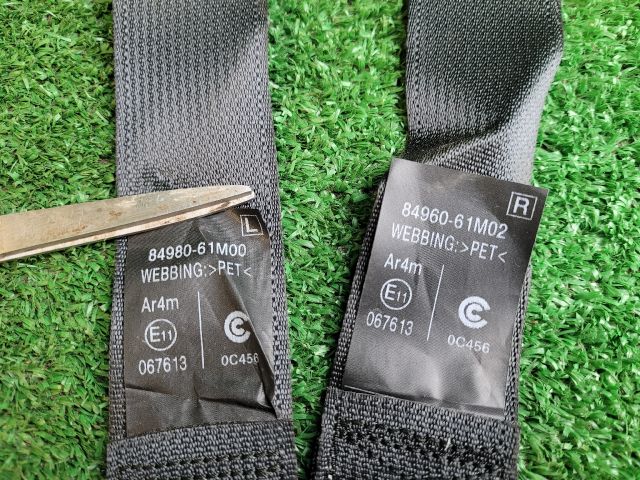 L
84980-61M00
WEBBING:>PET<
Ar4m
E11
067613
C
0C456
R
84960-61M02
WEBBING:>PET<
Ar4m
E11
067613
C
0C456